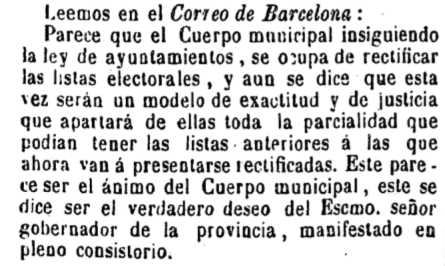 Leemos en el Correo de Barcelona :
Parece que el Cuerpo municipal insiguiendo
la ley de ayuntamientos, se ocupa de rectificar
las listas electorales, y aun se dice que esta
vez serán un modelo de exactitud y de justicia
que apartará de ellas toda la parcialidad que
podian tener las listas anteriores á las que
ahora van á presentarse rectificadas. Este pare-
ce ser el ánimo del Cuerpo municipal, este se
dice ser el verdadero deseo del Escmo. señor
gobernador de la provincia, manifestado en
pleno consistorio.